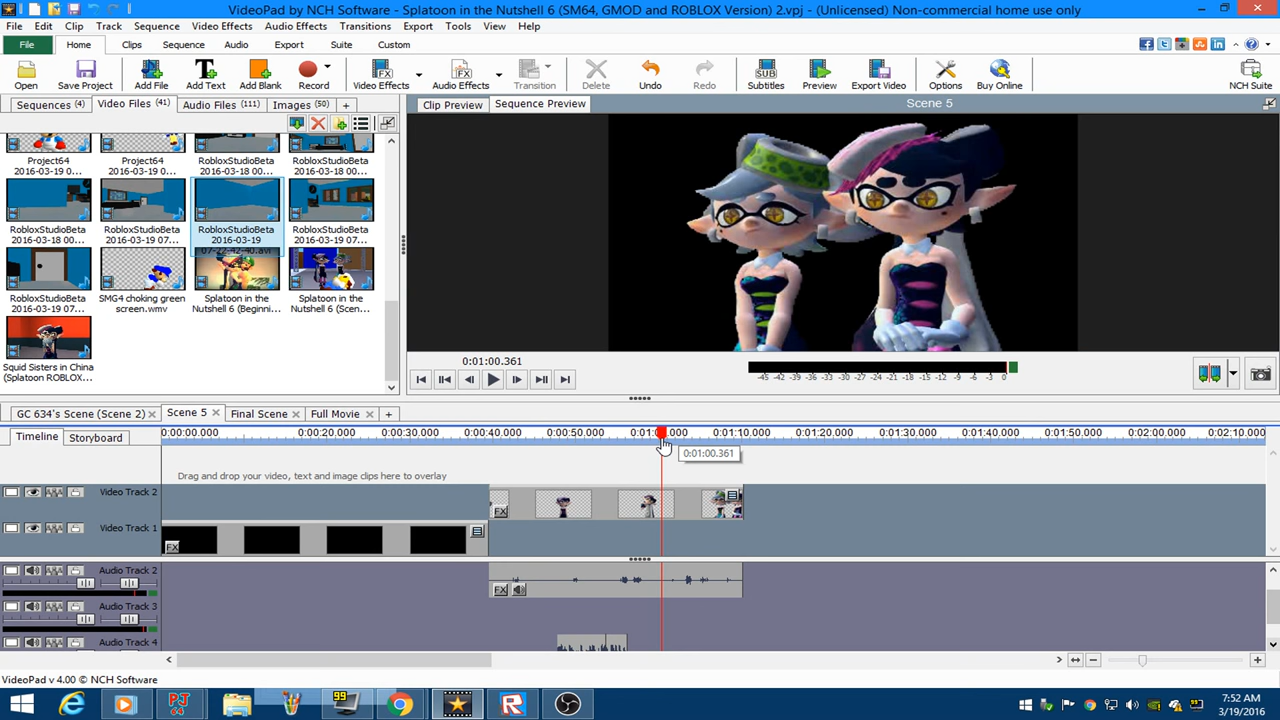 VideoPad by NCH Software - Splatoon in the Nutshell 6 (SM64, GMOD and ROBLOX Version) 2.vpj - (Unlicensed) Non-commercial home use only
File Edit Clip Track Sequence Video Effects Audio Effects Transitions Export Tools View Help
File Home Clips Sequence Audio Export Suite Custom
Open Save Project Add File Add Text Add Blank Record Video Effects Audio Effects Transition Delete Undo Redo Subtitles Preview Export Video Options Buy Online NCH Suite
Sequences (4) Video Files (41) Audio Files (111) Images (50) +
Clip Preview Sequence Preview Scene 5
Project64 Project64 RobloxStudioBeta RobloxStudioBeta
2016-03-19 0... 2016-03-19 0... 2016-03-18 00... 2016-03-18 00...
RobloxStudioBeta RobloxStudioBeta RobloxStudioBeta RobloxStudioBeta
2016-03-18 00... 2016-03-19 07... 2016-03-19 2016-03-19 07...
07-22-42-40.avi
RobloxStudioBeta SMG4 choking green Splatoon in the Splatoon in the
2016-03-19 07... screen.wmv Nutshell 6 (Beginni... Nutshell 6 (Scen...
Squid Sisters in China
(Splatoon ROBLOX...
0:01:00.361
-45 -42 -39 -36 -33 -30 -27 -24 -21 -18 -15 -12 -9 -6 -3 0
GC 634's Scene (Scene 2) Scene 5 Final Scene Full Movie +
Timeline Storyboard
0:00:00.000 0:00:20.000 0:00:30.000 0:00:40.000 0:00:50.000 0:01:00.000 0:01:10.000 0:01:20.000 0:01:30.000 0:01:40.000 0:01:50.000 0:02:00.000 0:02:10.000
0:01:00.361
Drag and drop your video, text and image clips here to overlay
Video Track 2
FX
Video Track 1
FX
Audio Track 2
FX
Audio Track 3
Audio Track 4
VideoPad v 4.00 © NCH Software
7:52 AM
3/19/2016